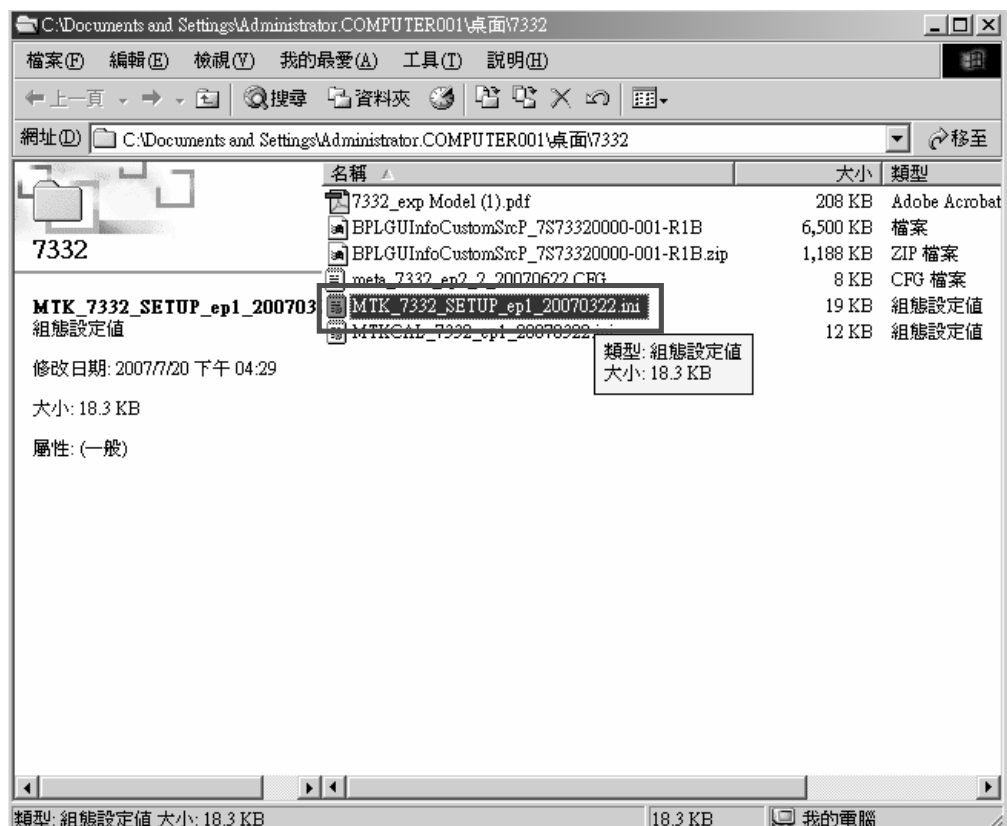 C:\Documents and Settings\Administrator.COMPUTER001\桌面\7332
檔案(F) 編輯(E) 檢視(V) 我的最愛(A) 工具(T) 說明(H)
上一頁 搜尋 資料夾
網址(D) C:\Documents and Settings\Administrator.COMPUTER001\桌面\7332 移至
名稱 大小 類型
7332_exp Model (1).pdf 208 KB Adobe Acrobat
BPLGUInfoCustomSrcP_7S73320000-001-R1B 6,500 KB 檔案
BPLGUInfoCustomSrcP_7S73320000-001-R1B.zip 1,188 KB ZIP 檔案
meta_7332_ep2_2_20070622.CFG 8 KB CFG 檔案
MTK_7332_SETUP_ep1_20070322.ini 19 KB 組態設定值
MTKCAL_7332_ep1_20070322.ini 12 KB 組態設定值
類型: 組態設定值
大小: 18.3 KB
7332
MTK_7332_SETUP_ep1_200703
組態設定值
修改日期: 2007/7/20 下午 04:29
大小: 18.3 KB
屬性: (一般)
類型: 組態設定值 大小: 18.3 KB 18.3 KB 我的電腦